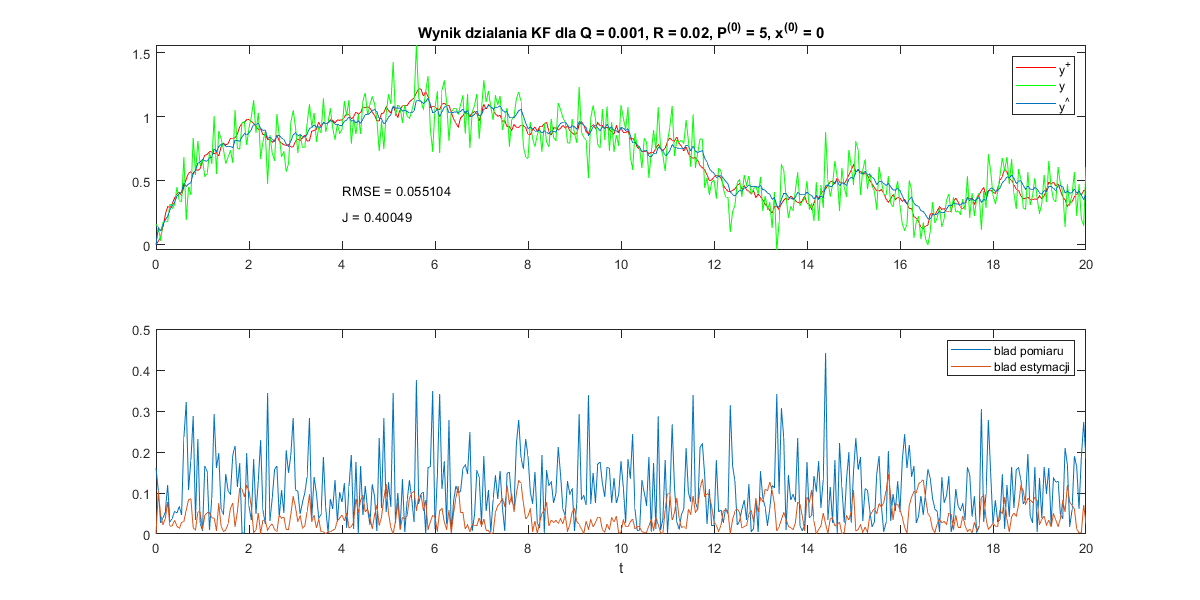 Wynik dzialania KF dla Q = 0.001, R = 0.02, P^(0) = 5, x^(0) = 0
1.5
1
0.5
0
y^+
y
y^^
RMSE = 0.055104
J = 0.40049
0 2 4 6 8 10 12 14 16 18 20
0.5
0.4
0.3
0.2
0.1
0
blad pomiaru
blad estymacji
0 2 4 6 8 10 12 14 16 18 20
t